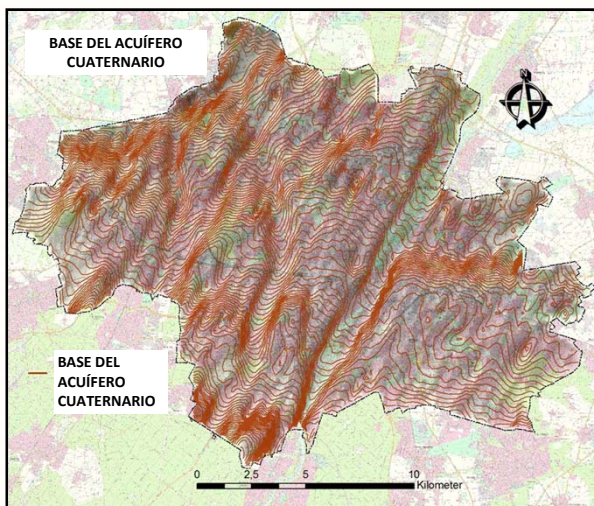 BASE DEL ACUÍFERO
CUATERNARIO
BASE DEL
ACUÍFERO
CUATERNARIO
0
2,5
5
10
Kilometer